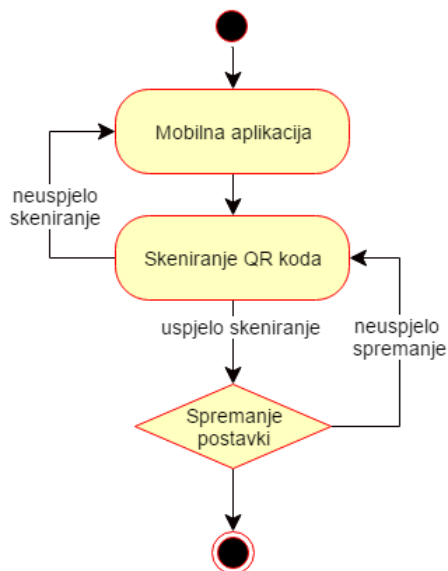 Mobilna aplikacija
neuspjelo
skeniranje
Skeniranje QR koda
uspjelo skeniranje
neuspjelo
spremanje
Spremanje
postavki